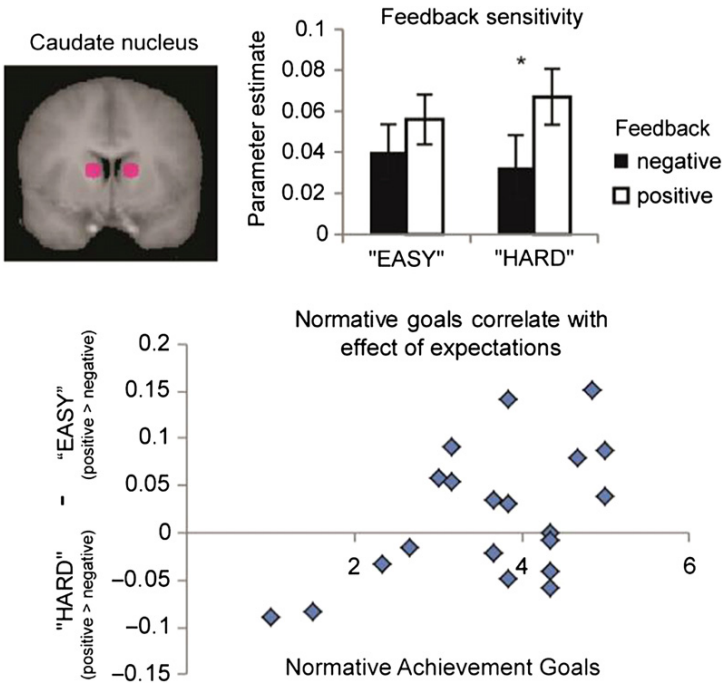 Caudate nucleus
Feedback sensitivity
Parameter estimate
0.1
0.08
0.06
0.04
0.02
0
*
"EASY"
"HARD"
Feedback
negative
positive
Normative goals correlate with
effect of expectations
"HARD" - “EASY”
(positive > negative) (positive > negative)
0.2
0.15
0.1
0.05
0
−0.05
−0.1
−0.15
2
4
6
Normative Achievement Goals